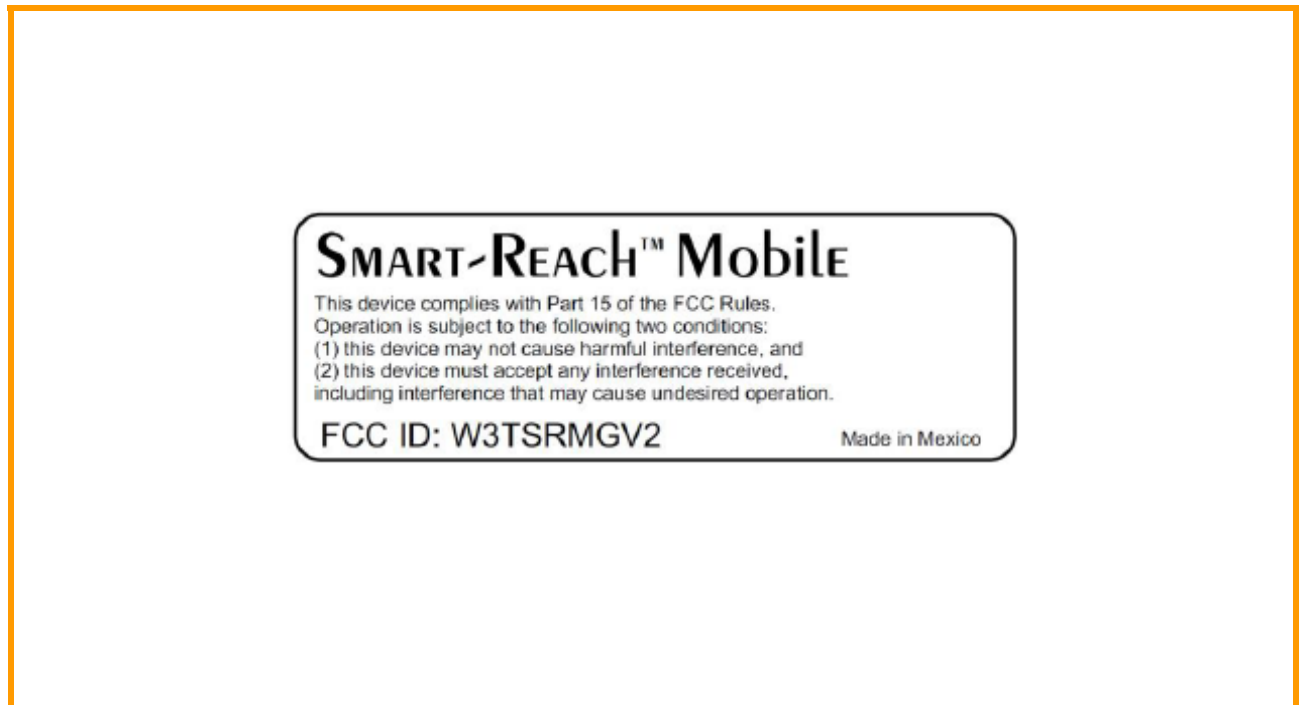 SMART-REACH™ MobilE
This device complies with Part 15 of the FCC Rules.
Operation is subject to the following two conditions:
(1) this device may not cause harmful interference, and
(2) this device must accept any interference received,
including interference that may cause undesired operation.
FCC ID: W3TSRMGV2 Made in Mexico